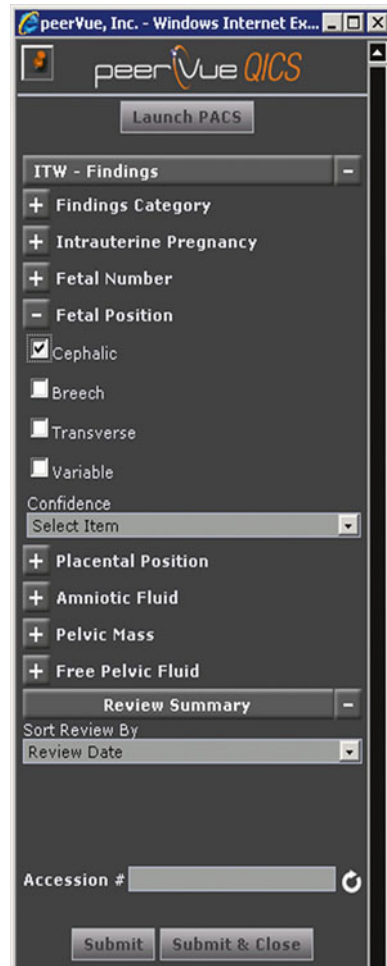 peerVue, Inc. - Windows Internet Ex...
peerVue QICS
Launch PACS
ITW - Findings
Findings Category
Intrauterine Pregnancy
Fetal Number
Fetal Position
Cephalic
Breech
Transverse
Variable
Confidence
Select Item
Placental Position
Amniotic Fluid
Pelvic Mass
Free Pelvic Fluid
Review Summary
Sort Review By
Review Date
Accession #
Submit Submit & Close